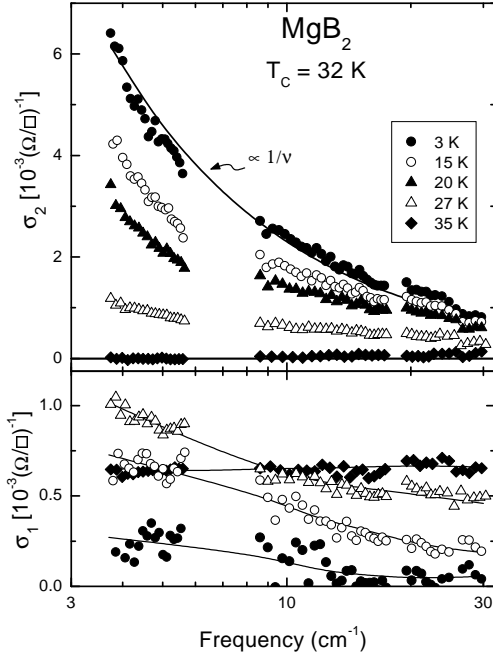 MgB₂
T_C = 32 K
6
4
2
0
σ₂ [10⁻³(Ω/□)⁻¹]
∝ 1/ν
3 K
15 K
20 K
27 K
35 K
1.0
0.5
0.0
σ₁ [10⁻³(Ω/□)⁻¹]
3 10 30
Frequency (cm⁻¹)